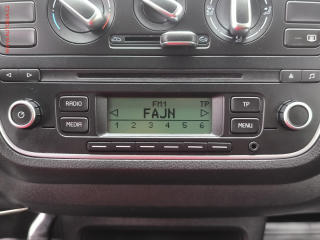 RADIO
MEDIA
FM1 TP
FAJN
1 2 3 4 5 6
TP
MENU